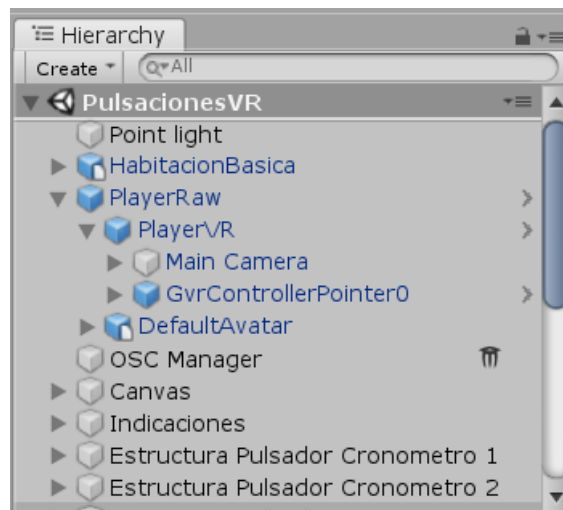 Hierarchy
Create All
PulsacionesVR
Point light
HabitacionBasica
PlayerRaw
PlayerVR
Main Camera
GvrControllerPointer0
DefaultAvatar
OSC Manager
Canvas
Indicaciones
Estructura Pulsador Cronometro 1
Estructura Pulsador Cronometro 2